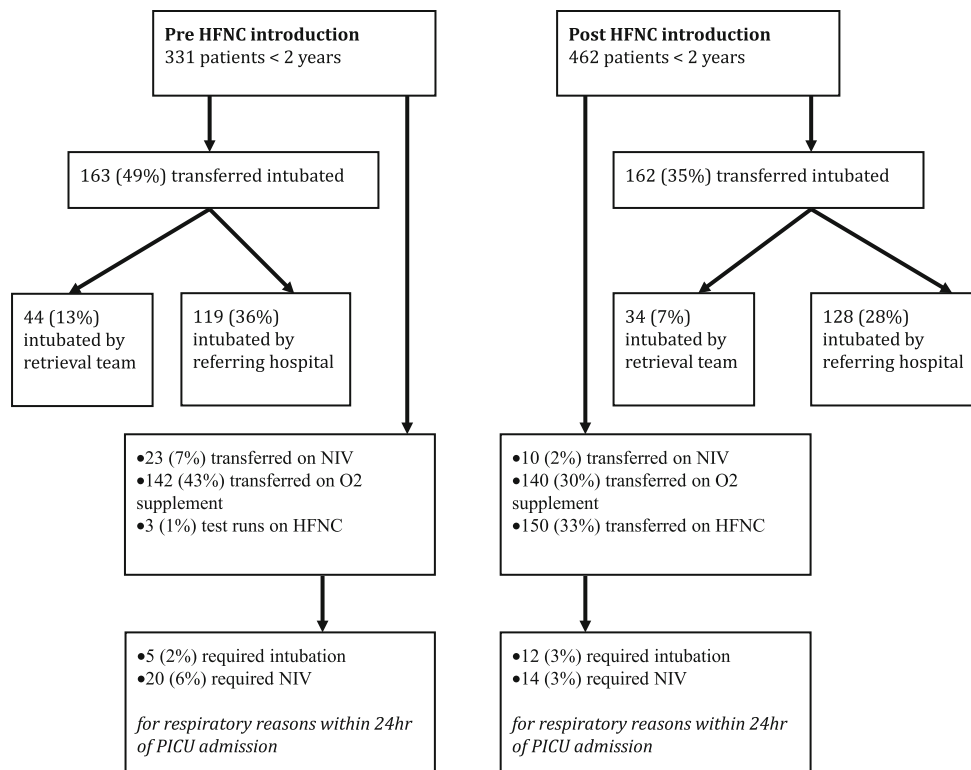 Pre HFNC introduction
331 patients < 2 years
163 (49%) transferred intubated
44 (13%)
intubated by
retrieval team
119 (36%)
intubated by
referring hospital
•23 (7%) transferred on NIV
•142 (43%) transferred on O2
supplement
•3 (1%) test runs on HFNC
•5 (2%) required intubation
•20 (6%) required NIV
for respiratory reasons within 24hr
of PICU admission
Post HFNC introduction
462 patients < 2 years
162 (35%) transferred intubated
34 (7%)
intubated by
retrieval team
128 (28%)
intubated by
referring hospital
•10 (2%) transferred on NIV
•140 (30%) transferred on O2
supplement
•150 (33%) transferred on HFNC
•12 (3%) required intubation
•14 (3%) required NIV
for respiratory reasons within 24hr
of PICU admission